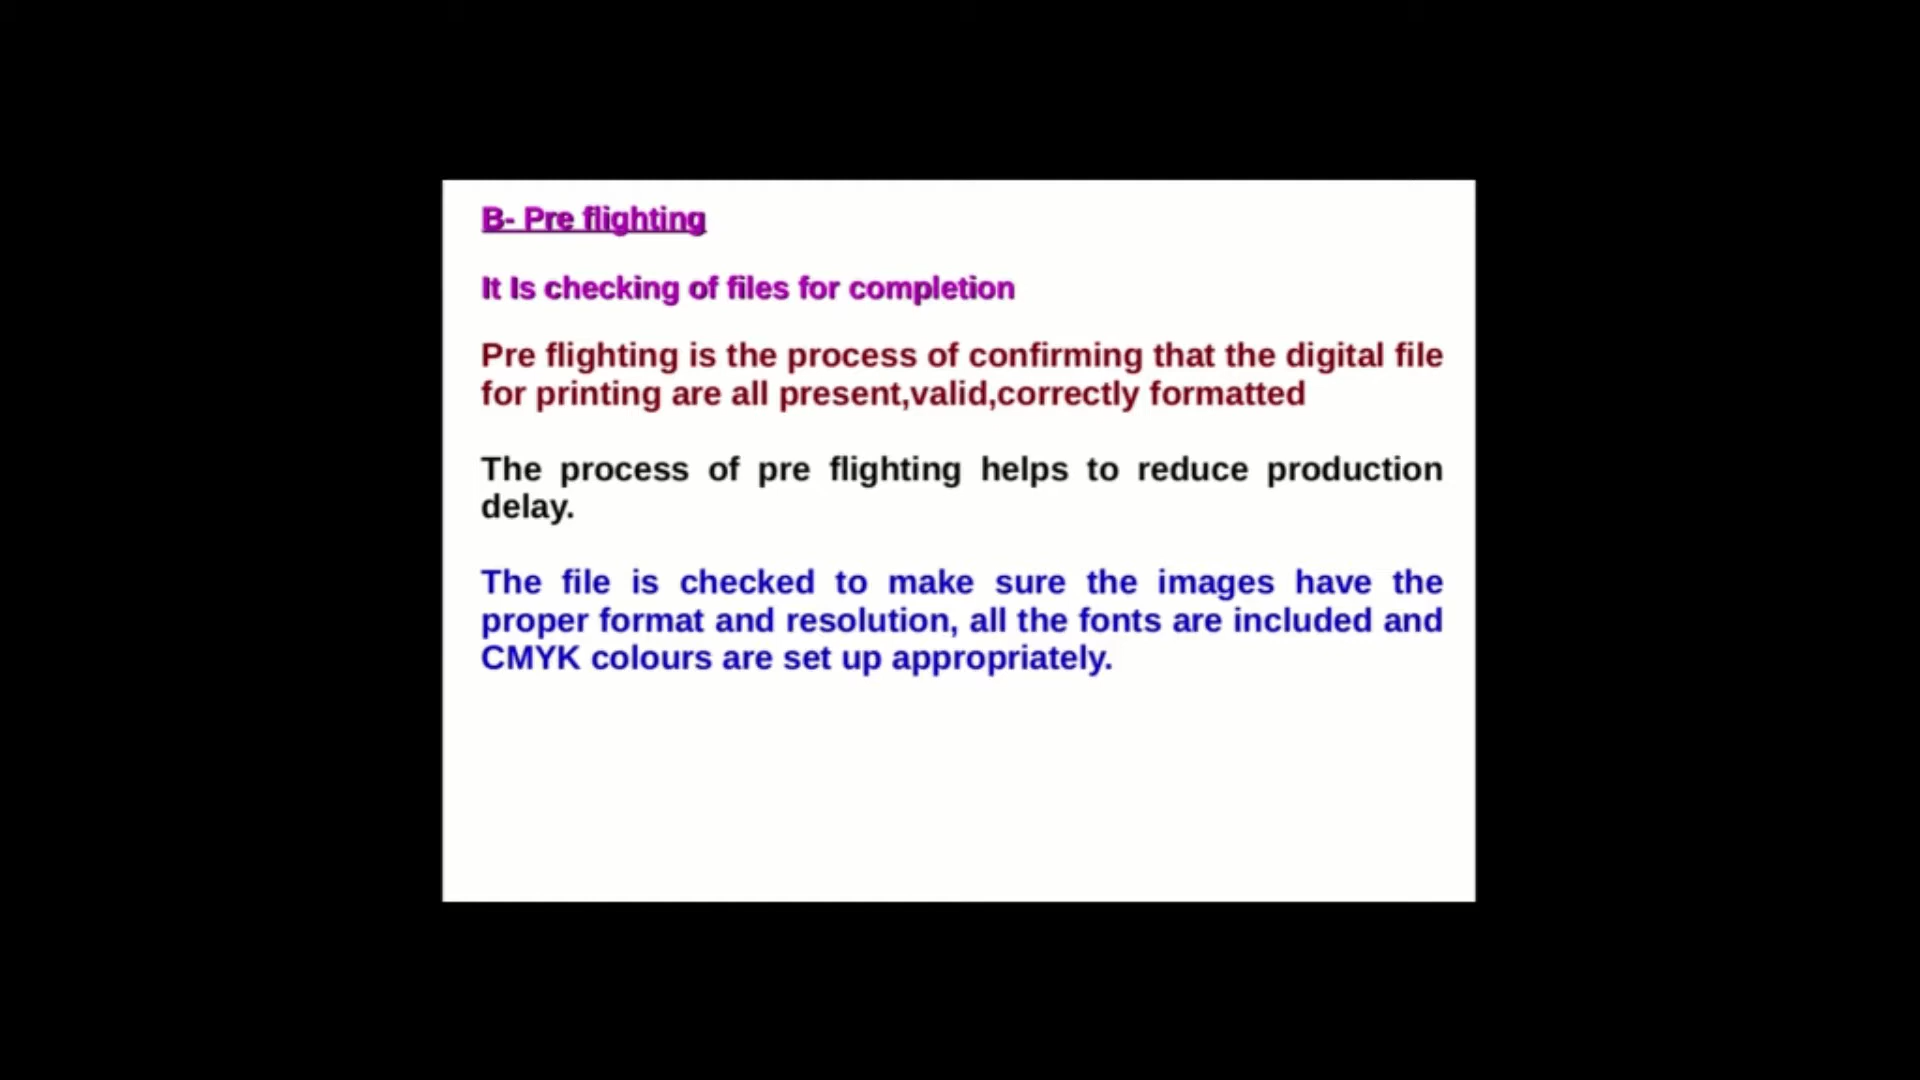 B- Pre flighting
It Is checking of files for completion
Pre flighting is the process of confirming that the digital file
for printing are all present,valid,correctly formatted
The process of pre flighting helps to reduce production
delay.
The file is checked to make sure the images have the
proper format and resolution, all the fonts are included and
CMYK colours are set up appropriately.